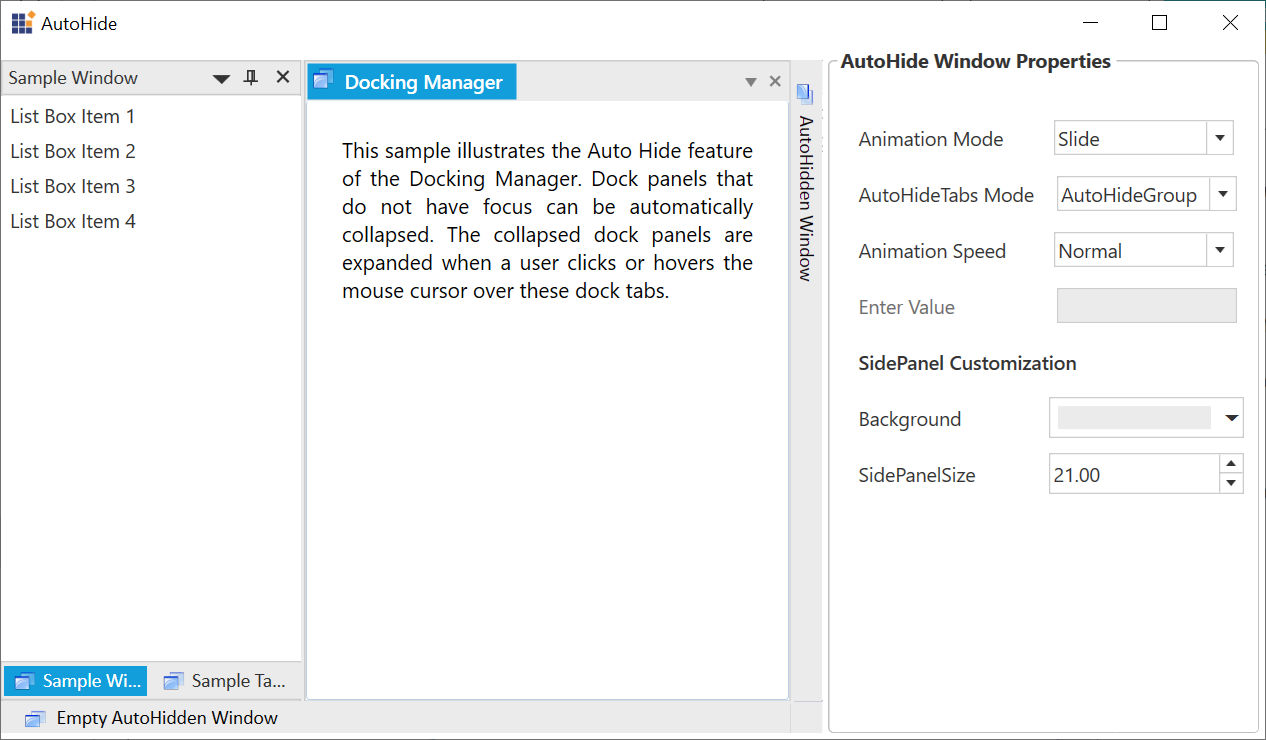 AutoHide
Sample Window
List Box Item 1
List Box Item 2
List Box Item 3
List Box Item 4
Sample Wi...
Sample Ta...
Empty AutoHidden Window
Docking Manager
This sample illustrates the Auto Hide feature
of the Docking Manager. Dock panels that
do not have focus can be automatically
collapsed. The collapsed dock panels are
expanded when a user clicks or hovers the
mouse cursor over these dock tabs.
AutoHidden Window
AutoHide Window Properties
Animation Mode
Slide
AutoHideTabs Mode
AutoHideGroup
Animation Speed
Normal
Enter Value
SidePanel Customization
Background
SidePanelSize
21.00